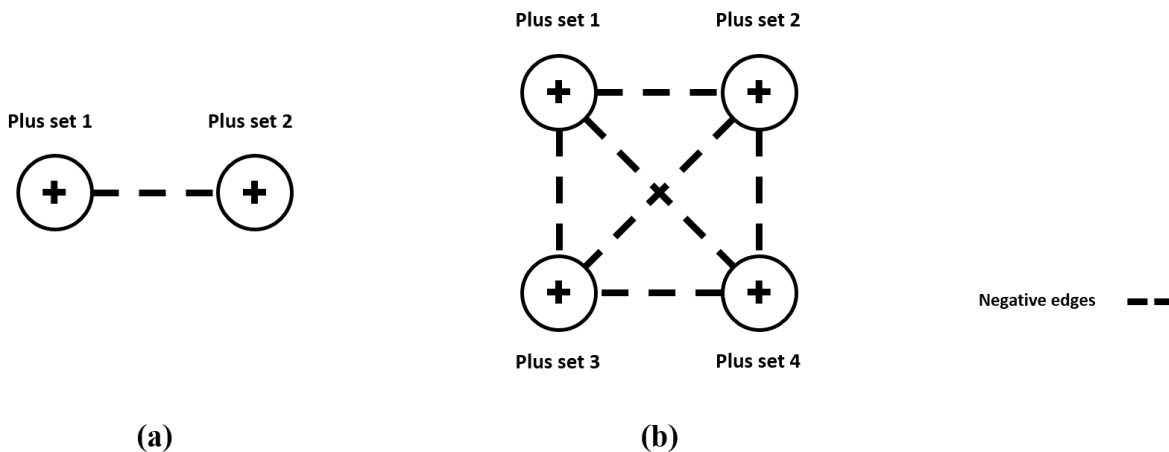 Plus set 1 Plus set 2
+ +
(a)
Plus set 1 Plus set 2
+ +
+ +
Plus set 3 Plus set 4
(b)
Negative edges